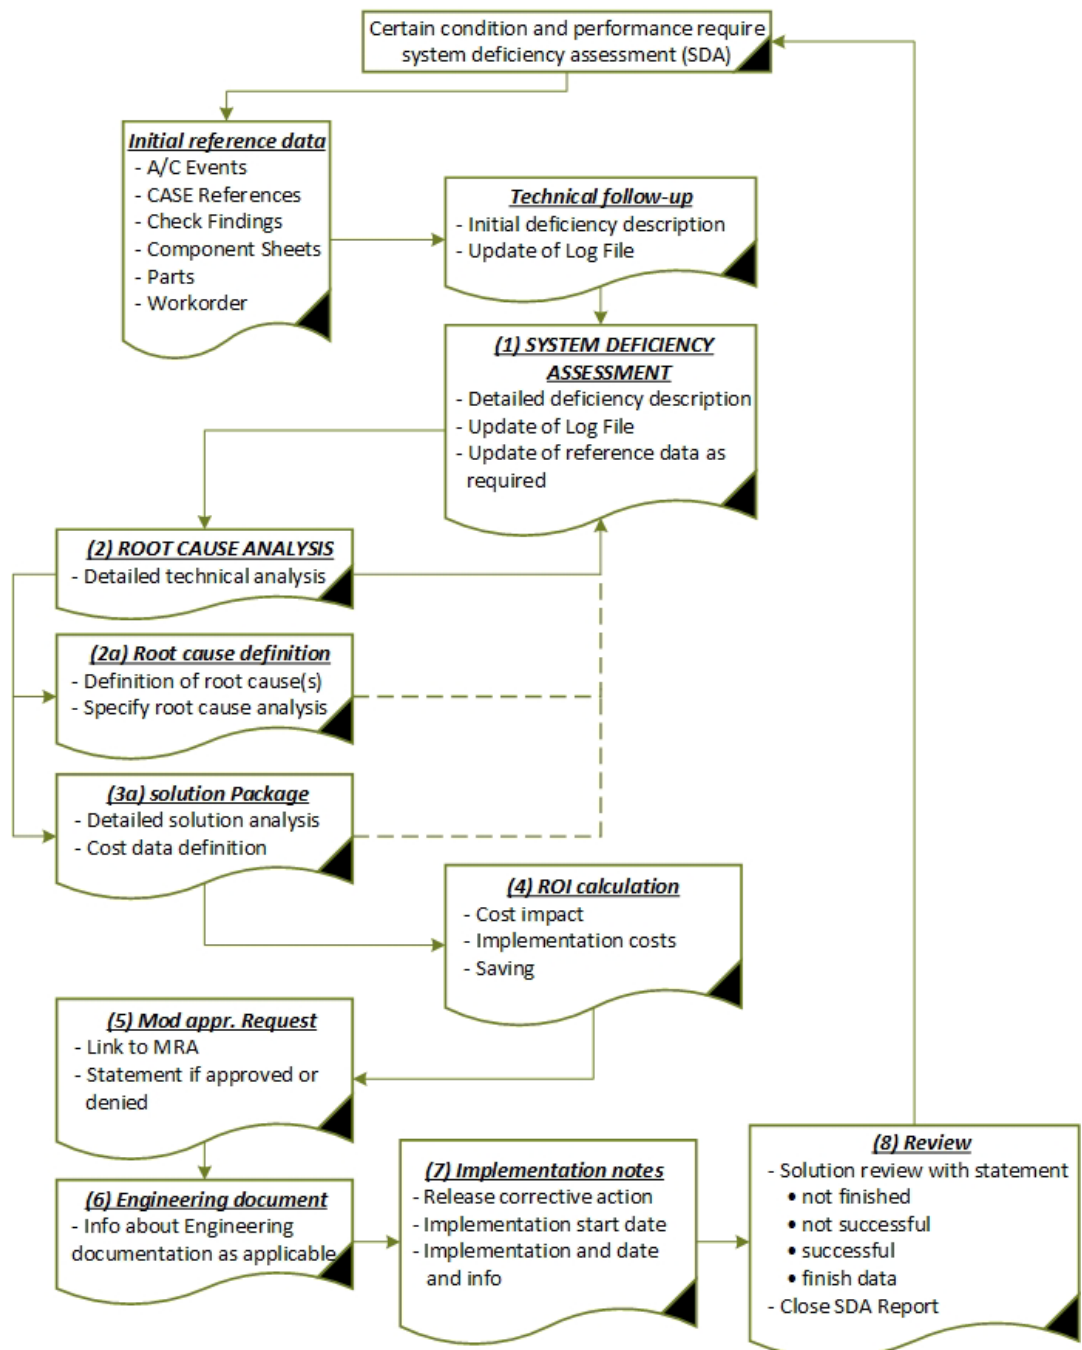 Certain condition and performance require
system deficiency assessment (SDA)
Initial reference data
- A/C Events
- CASE References
- Check Findings
- Component Sheets
- Parts
- Workorder
Technical follow-up
- Initial deficiency description
- Update of Log File
(1) SYSTEM DEFICIENCY
ASSESSMENT
- Detailed deficiency description
- Update of Log File
- Update of reference data as
required
(2) ROOT CAUSE ANALYSIS
- Detailed technical analysis
(2a) Root cause definition
- Definition of root cause(s)
- Specify root cause analysis
(3a) solution Package
- Detailed solution analysis
- Cost data definition
(4) ROI calculation
- Cost impact
- Implementation costs
- Saving
(5) Mod appr. Request
- Link to MRA
- Statement if approved or
denied
(6) Engineering document
- Info about Engineering
documentation as applicable
(7) Implementation notes
- Release corrective action
- Implementation start date
- Implementation and date
and info
(8) Review
- Solution review with statement
• not finished
• not successful
• successful
• finish data
- Close SDA Report